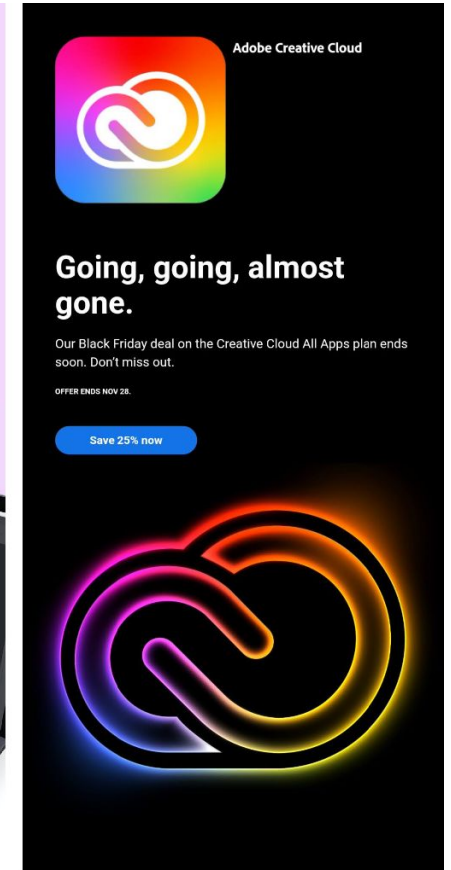 Adobe Creative Cloud
Going, going, almost
gone.
Our Black Friday deal on the Creative Cloud All Apps plan ends
soon. Don't miss out.
OFFER ENDS NOV 28.
Save 25% now